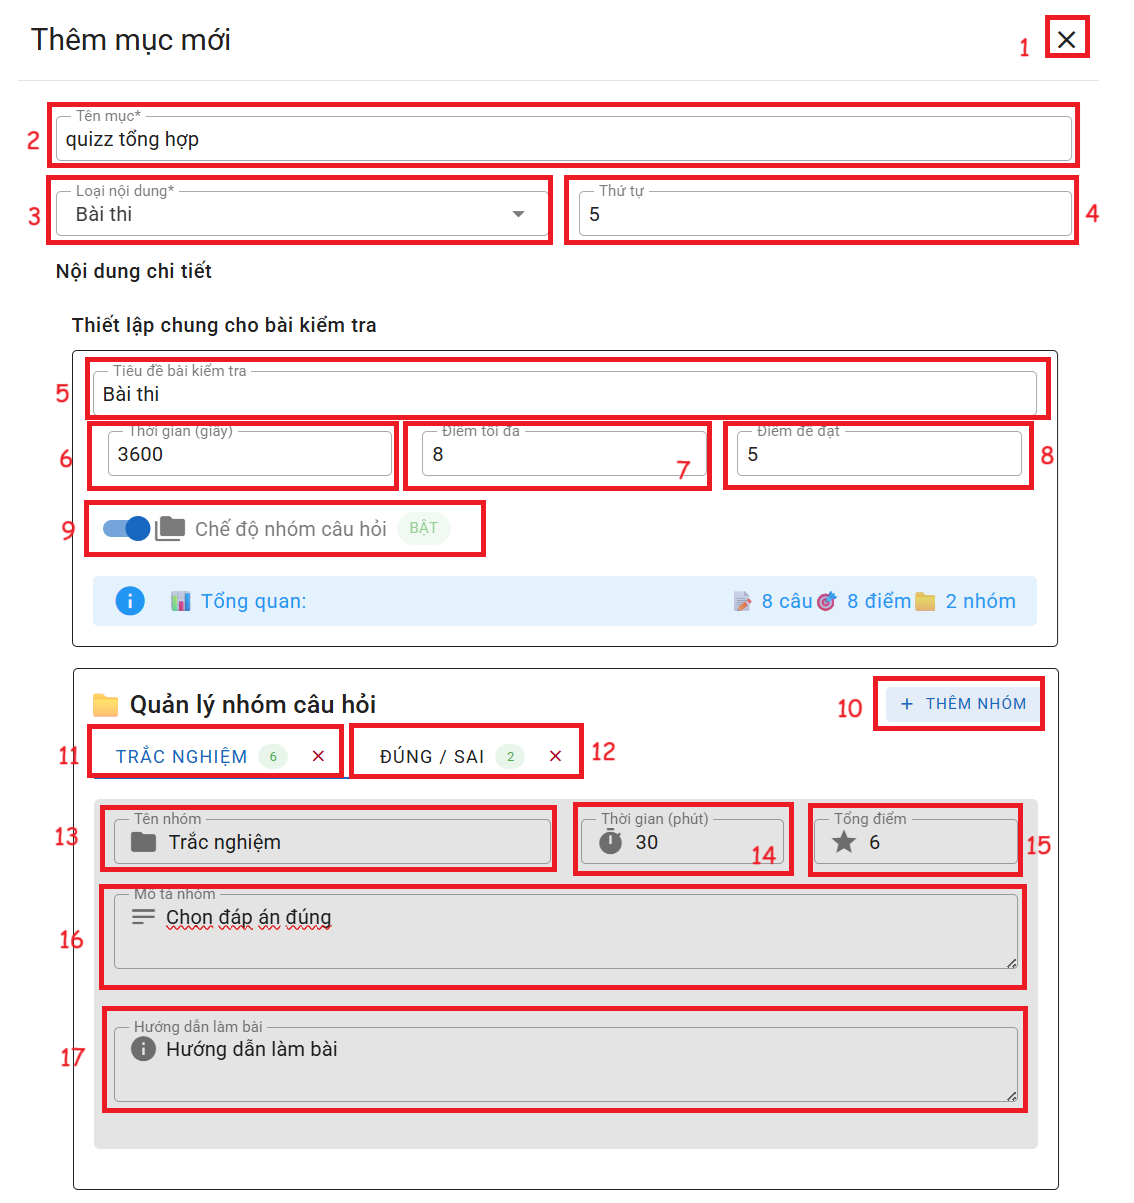 Thêm mục mới
1
Tên mục*
2 quizz tổng hợp
Loại nội dung* Thứ tự
3 Bài thi 5 4
Nội dung chi tiết
Thiết lập chung cho bài kiểm tra
Tiêu đề bài kiểm tra
5 Bài thi
Thời gian (giây) Điểm tối đa Điểm để đạt
6 3600 8 7 5 8
9 Chế độ nhóm câu hỏi BẬT
Tổng quan: 8 câu 8 điểm 2 nhóm
Quản lý nhóm câu hỏi 10 + THÊM NHÓM
11 TRẮC NGHIỆM 6 ĐÚNG / SAI 2 12
Tên nhóm Thời gian (phút) Tổng điểm
13 Trắc nghiệm 30 14 6 15
Mô tả nhóm
16 Chọn đáp án đúng
Hướng dẫn làm bài
17 Hướng dẫn làm bài